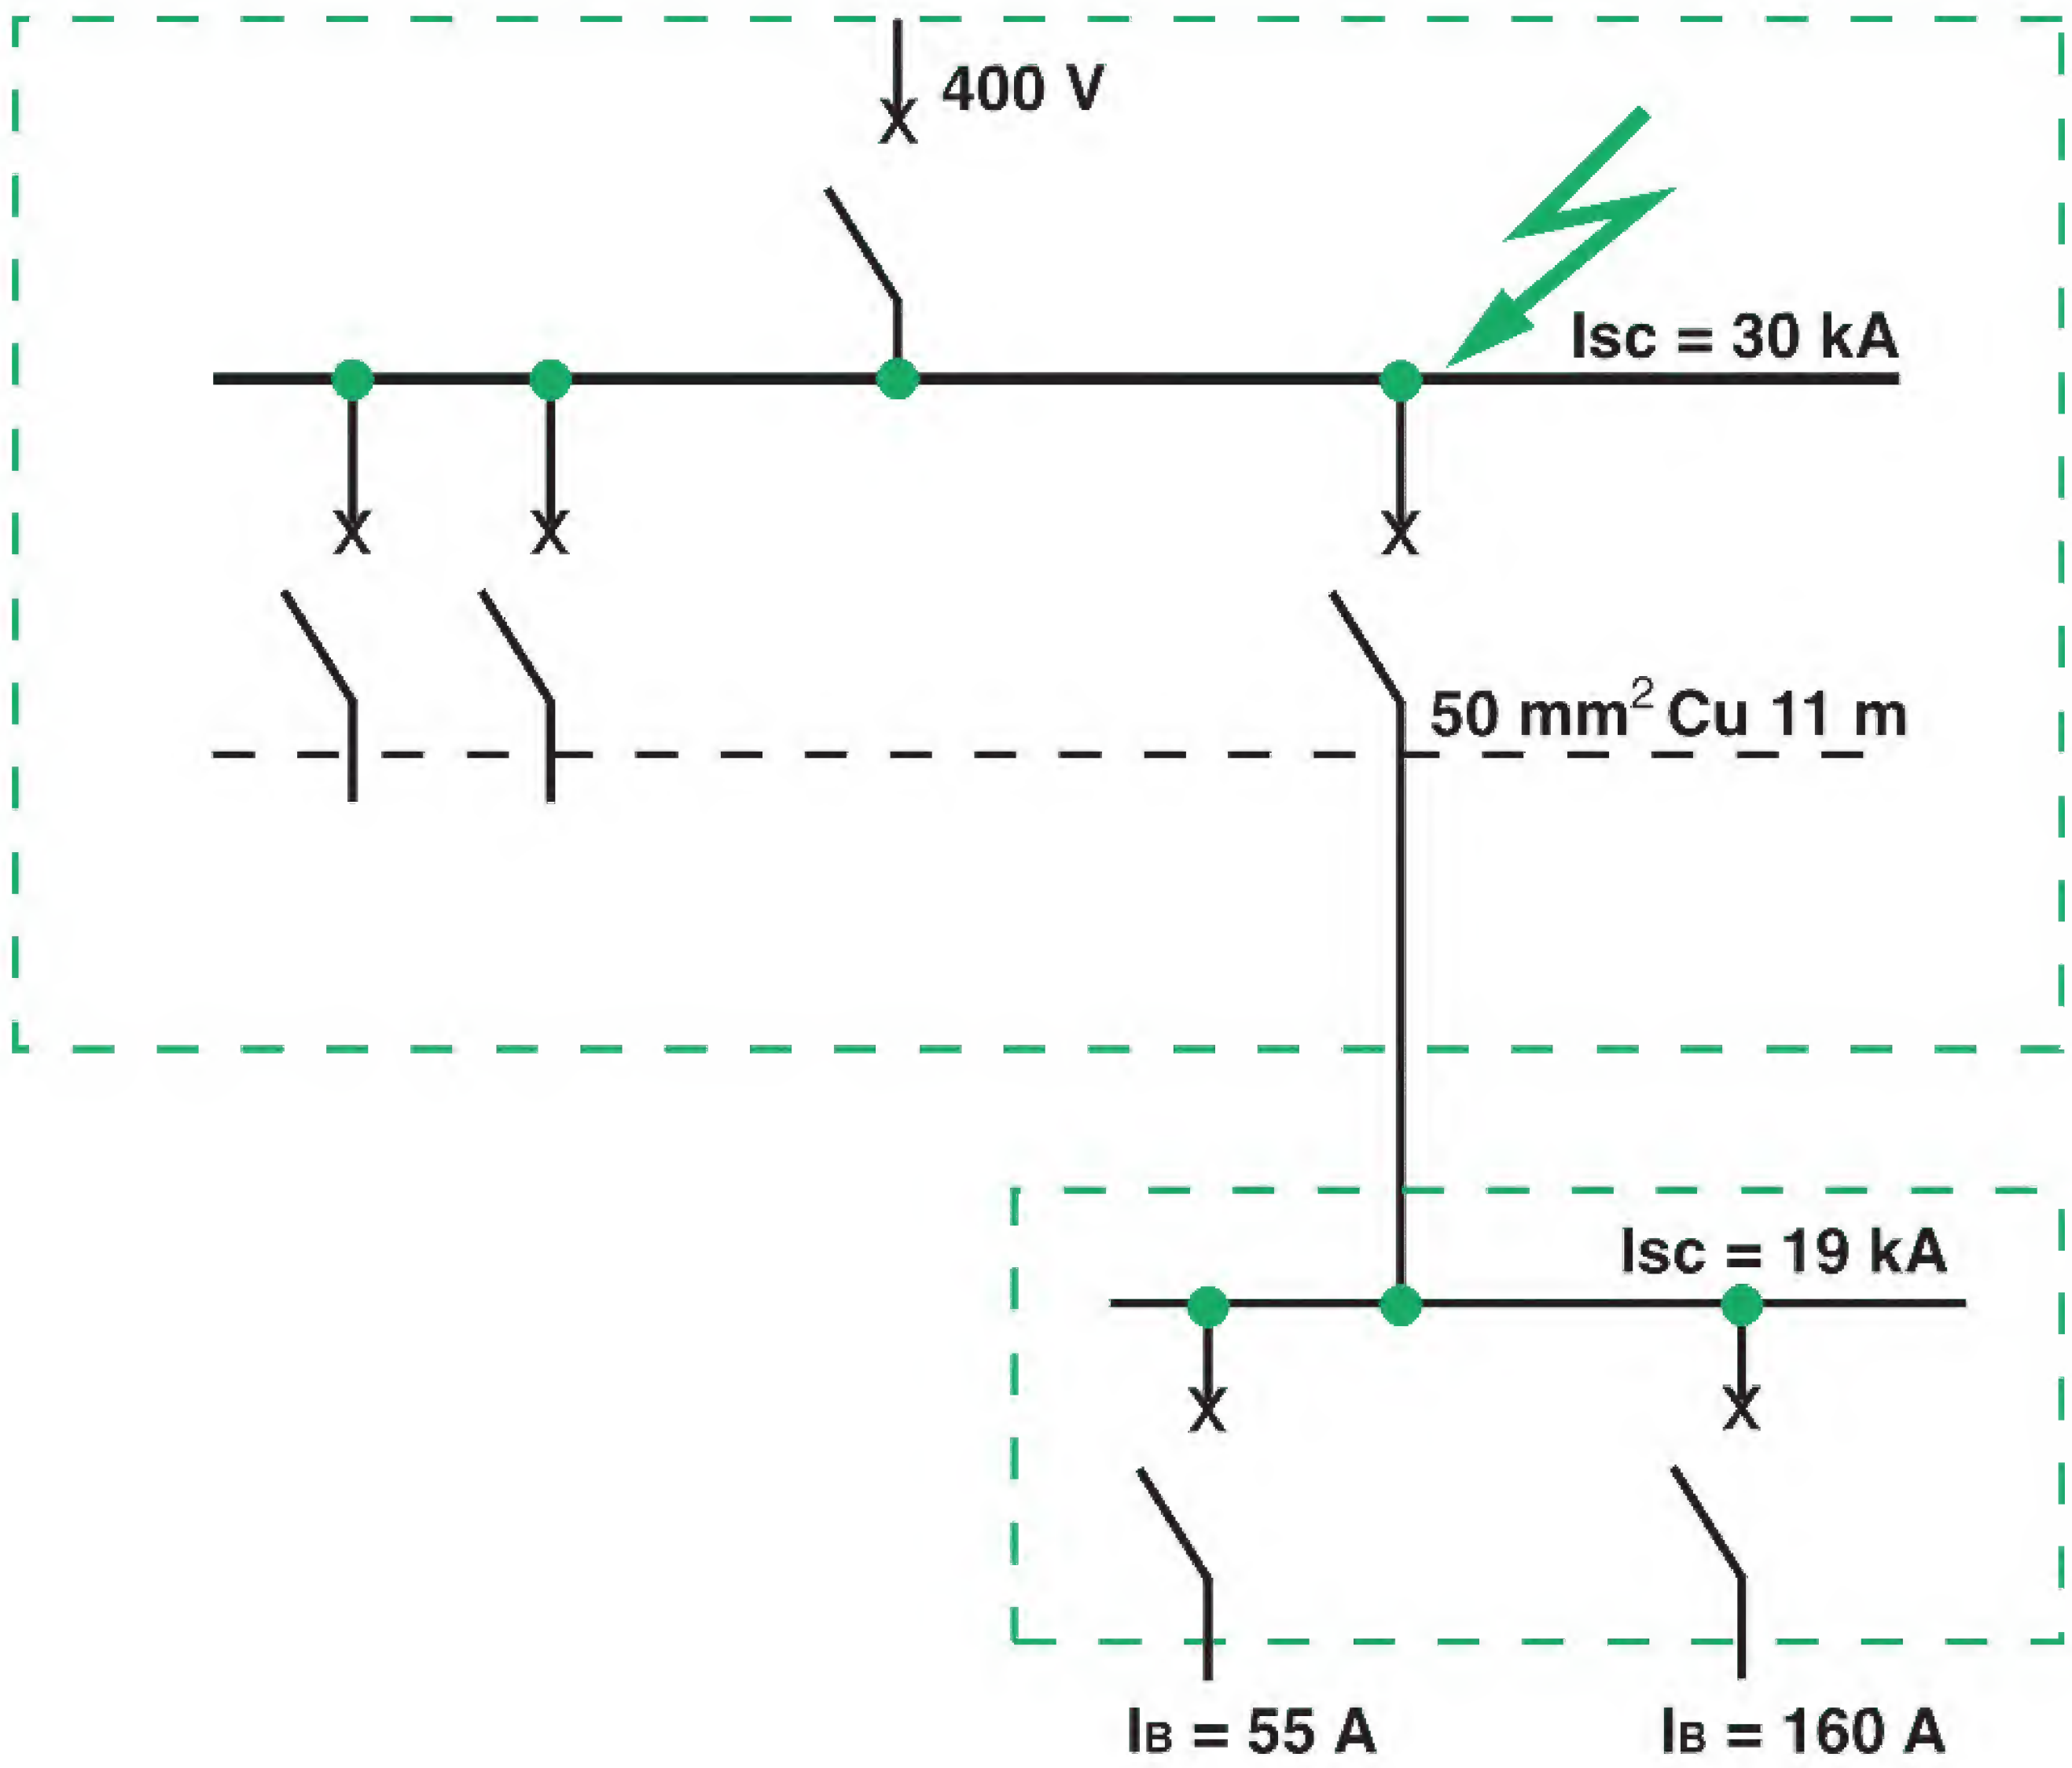 400 V
Isc = 30 kA
50 mm² Cu 11 m
Isc = 19 kA
IB = 55 A
IB = 160 A